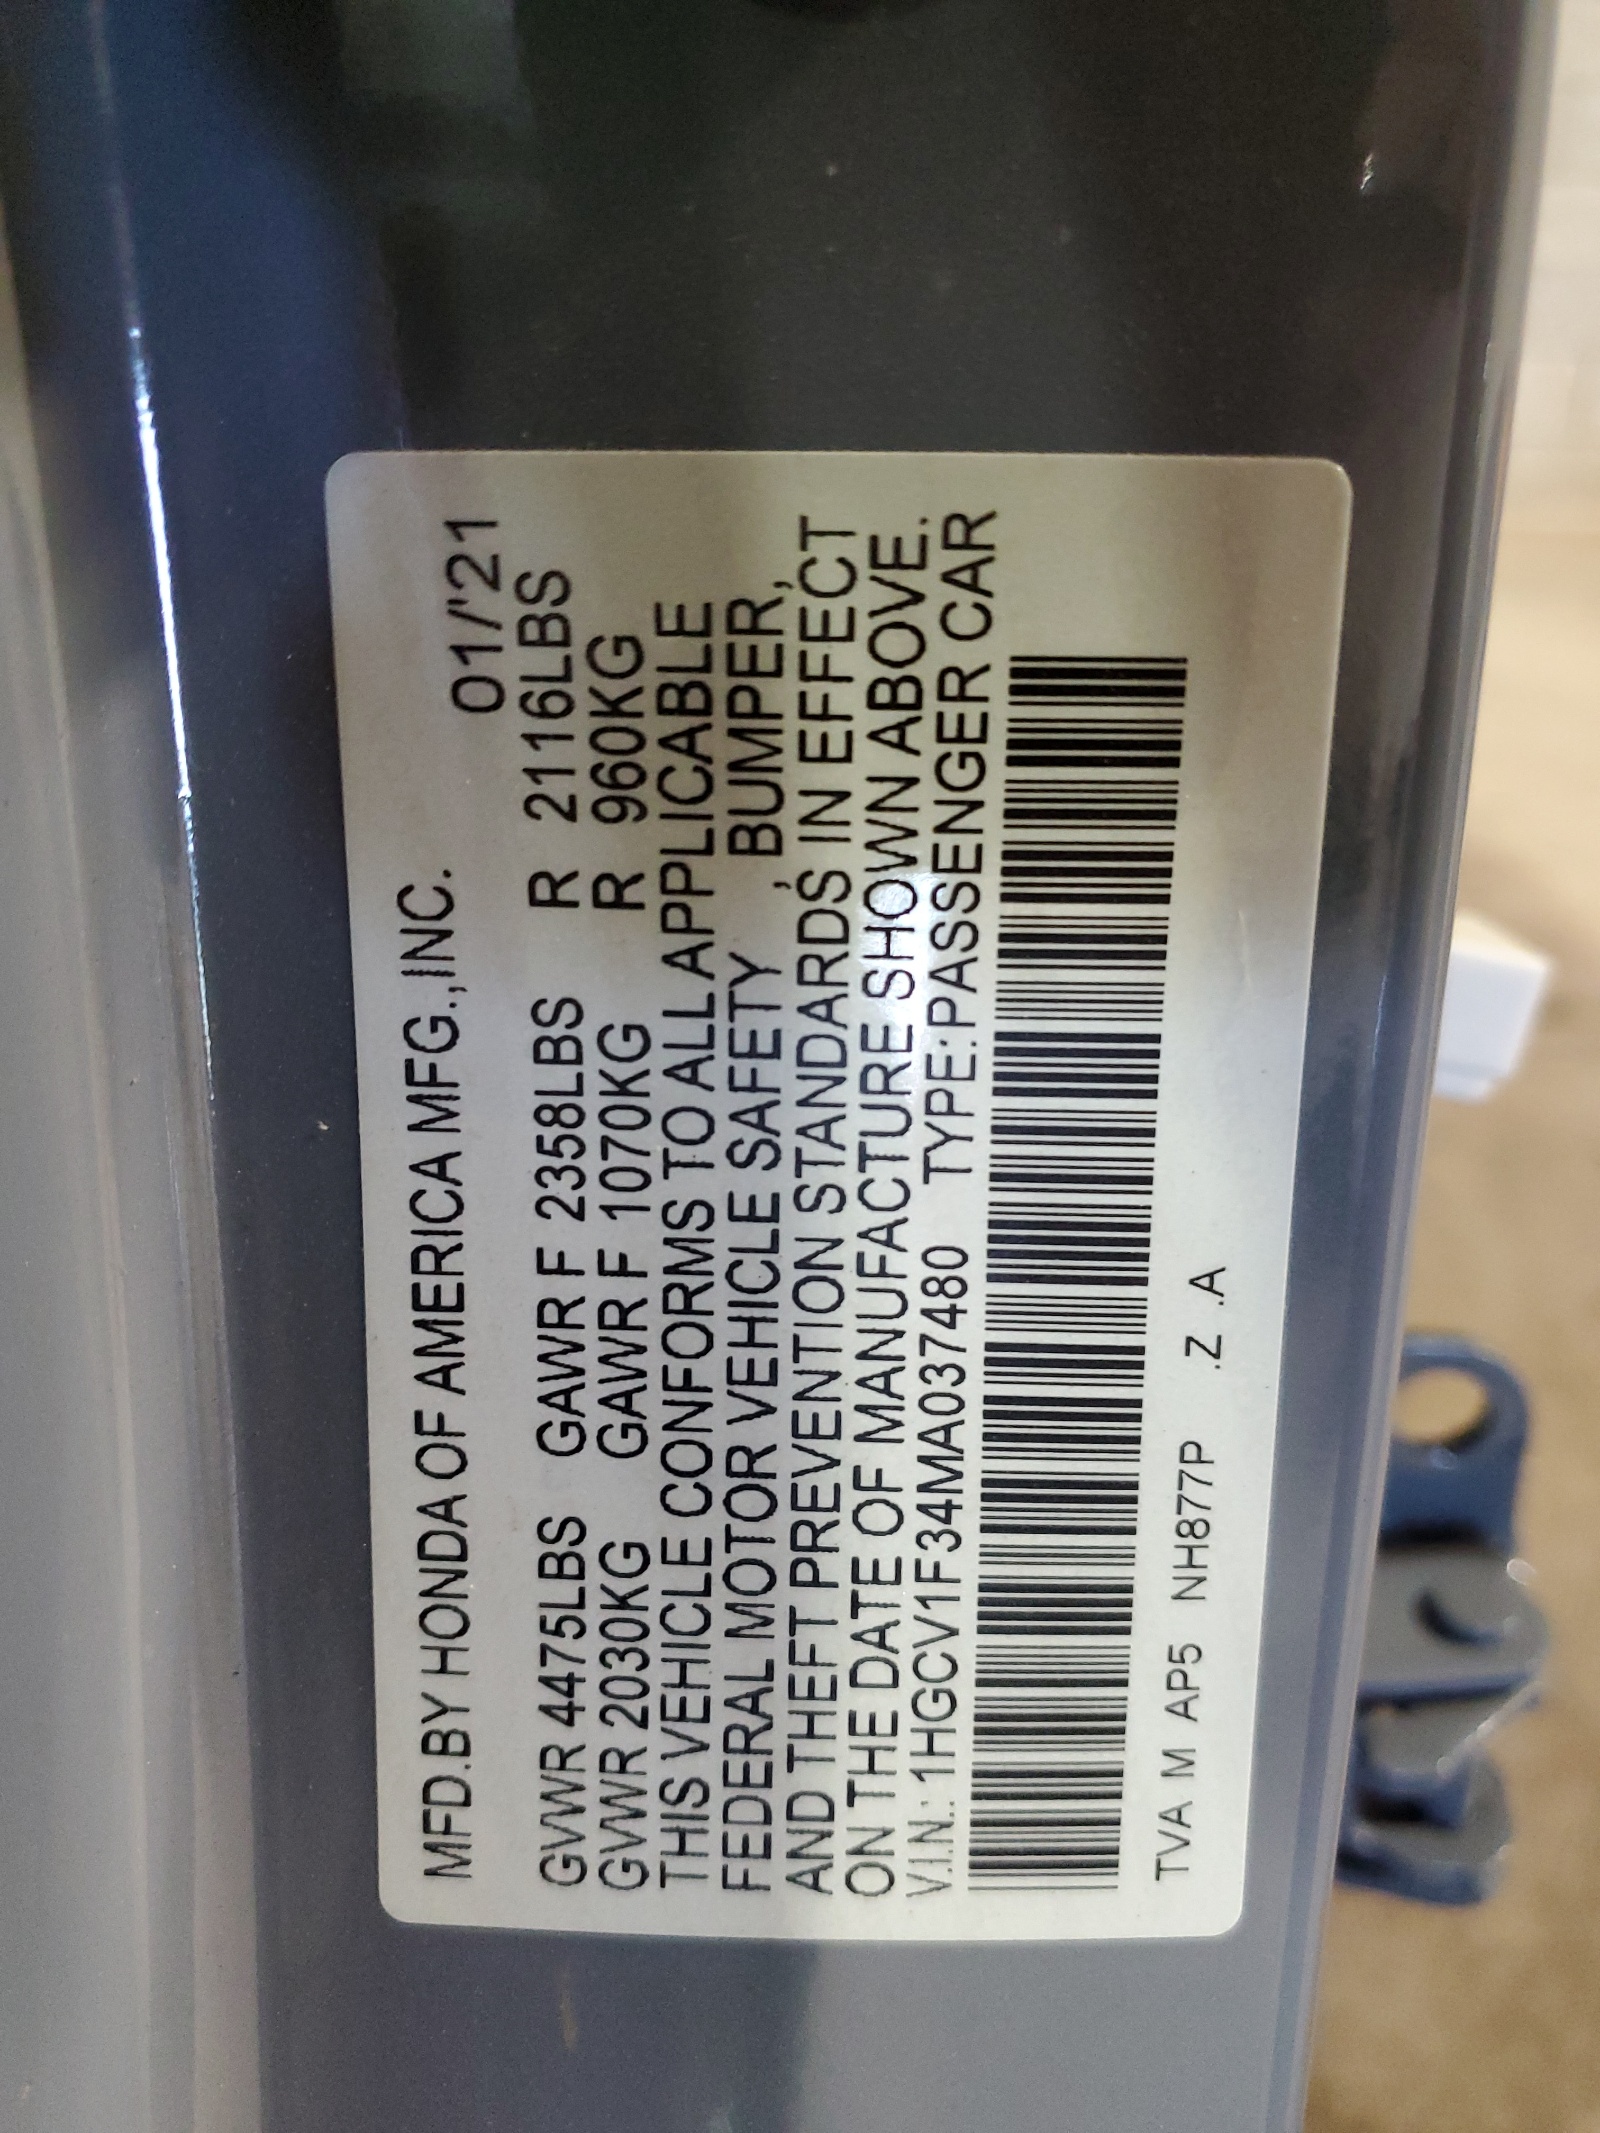 MFD.BY HONDA OF AMERICA MFG.,INC.
01/'21
GVWR 4475LBS GAWR F 2358LBS R 2116LBS
GVWR 2030KG GAWR F 1070KG R 960KG
THIS VEHICLE CONFORMS TO ALL APPLICABLE
FEDERAL MOTOR VEHICLE SAFETY , BUMPER,
AND THEFT PREVENTION STANDARDS IN EFFECT
ON THE DATE OF MANUFACTURE SHOWN ABOVE.
V.I.N.: 1HGCV1F34MA037480 TYPE:PASSENGER CAR
TVA M AP5 NH877P .Z .A